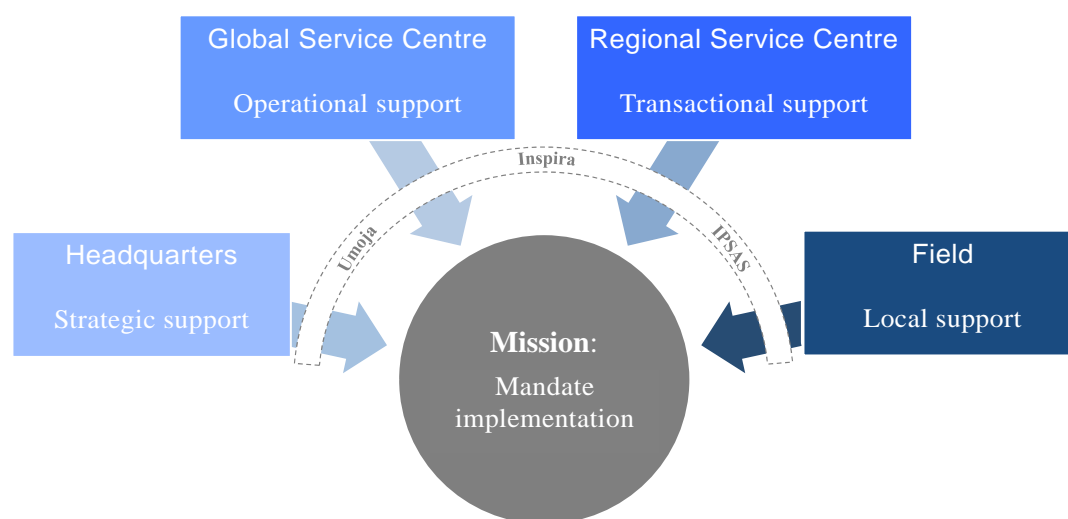 Global Service Centre
Operational support
Regional Service Centre
Transactional support
Inspira
Umoja
IPSAS
Headquarters
Strategic support
Field
Local support
Mission:
Mandate
implementation